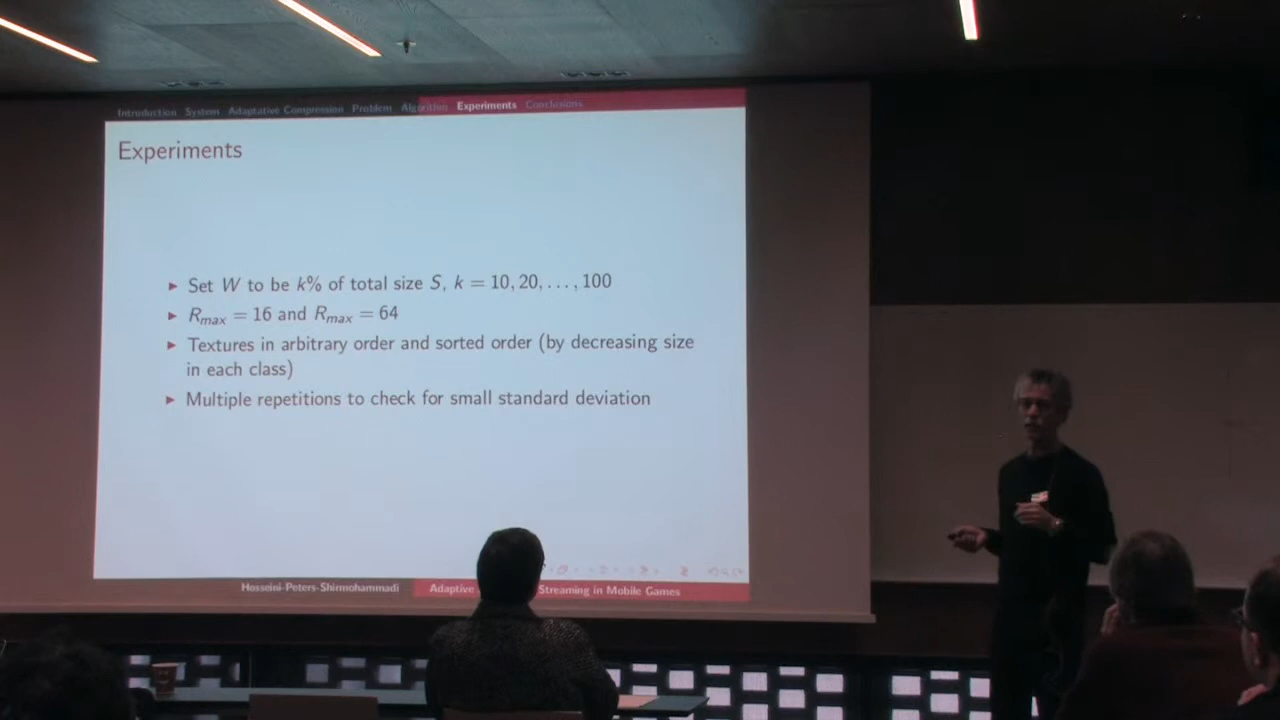 Introduction System Adaptative Compression Problem Algorithm Experiments Conclusions
Experiments
Set W to be k% of total size S, k = 10, 20, . . . , 100
Rmax = 16 and Rmax = 64
Textures in arbitrary order and sorted order (by decreasing size
in each class)
Multiple repetitions to check for small standard deviation
Hosseini-Peters-Shirmohammadi Adaptive Streaming in Mobile Games